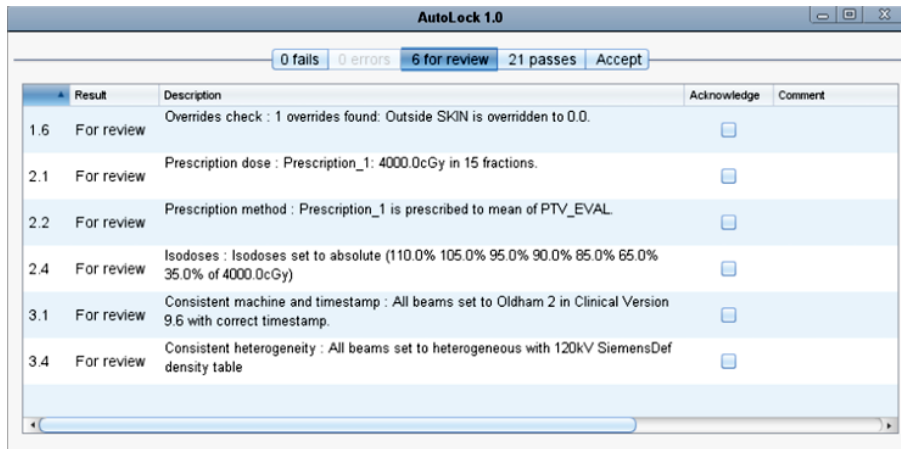 AutoLock 1.0
0 fails 0 errors 6 for review 21 passes Accept
Result Description Acknowledge Comment
1.6 For review Overrides check : 1 overrides found: Outside SKIN is overridden to 0.0.
2.1 For review Prescription dose : Prescription_1: 4000.0cGy in 15 fractions.
2.2 For review Prescription method : Prescription_1 is prescribed to mean of PTV_EVAL.
2.4 For review Isodoses : Isodoses set to absolute (110.0% 105.0% 95.0% 90.0% 85.0% 65.0%
35.0% of 4000.0cGy)
3.1 For review Consistent machine and timestamp : All beams set to Oldham 2 in Clinical Version
9.6 with correct timestamp.
3.4 For review Consistent heterogeneity : All beams set to heterogeneous with 120kV SiemensDef
density table